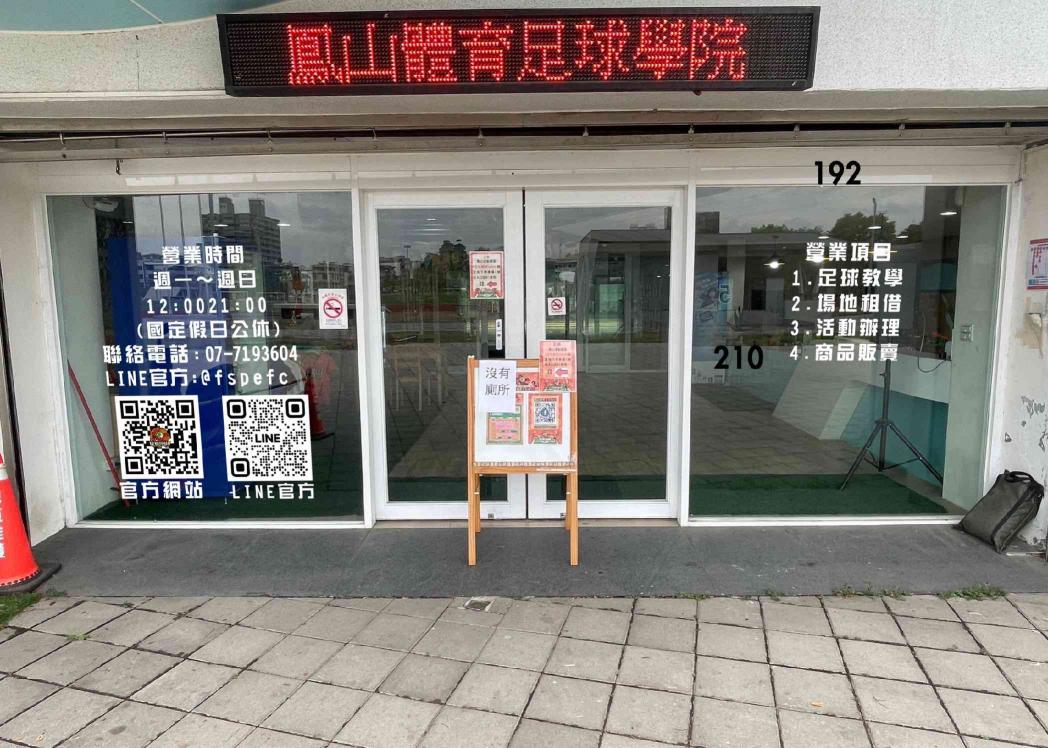 鳳山體育足球學院
192
營業時間
週一～週日
12:0021:00
(國定假日公休)
聯絡電話:07-7193604
LINE官方:@fspefc
LINE
官方網站
LINE官方
營業項目
1.足球教學
2.場地租借
3.活動辦理
4.商品販賣
210
沒有
廁所